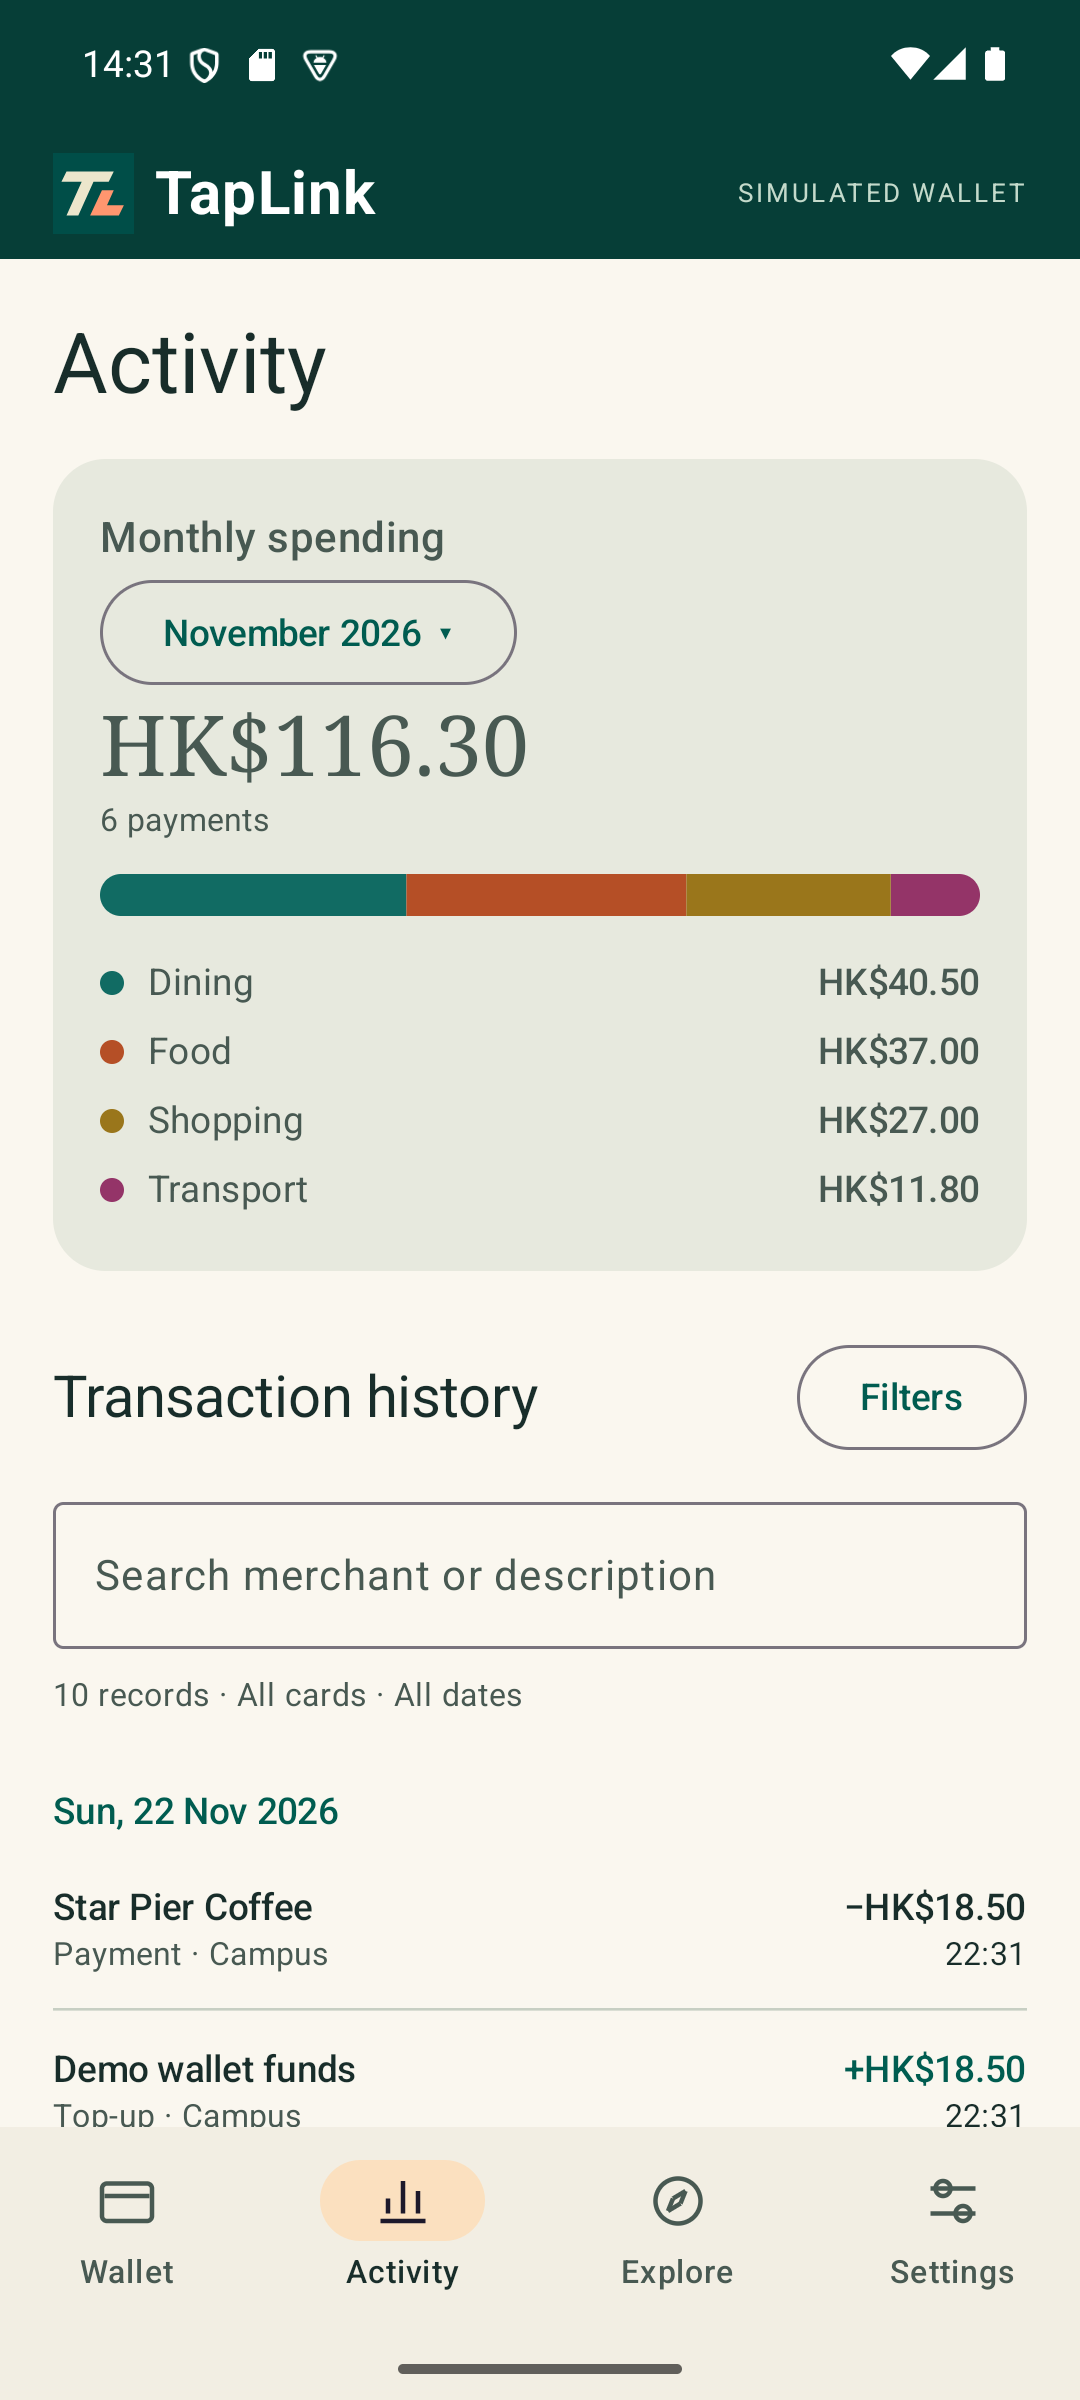 14:31
TL TapLink
SIMULATED WALLET
Activity
Monthly spending
November 2026 ▾
HK$116.30
6 payments
Dining HK$40.50
Food HK$37.00
Shopping HK$27.00
Transport HK$11.80
Transaction history
Filters
Search merchant or description
10 records · All cards · All dates
Sun, 22 Nov 2026
Star Pier Coffee −HK$18.50
Payment · Campus 22:31
Demo wallet funds +HK$18.50
Top-up · Campus 22:31
Wallet Activity Explore Settings